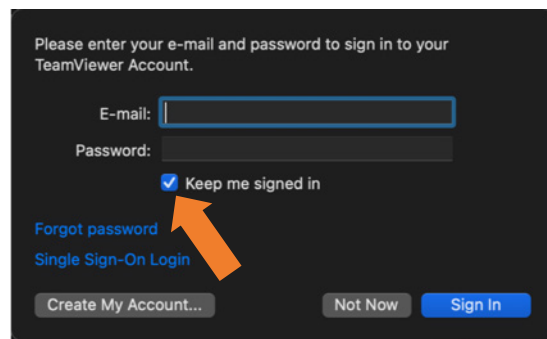 Please enter your e-mail and password to sign in to your
TeamViewer Account.
E-mail:
Password:
Keep me signed in
Forgot password
Single Sign-On Login
Create My Account...
Not Now
Sign In